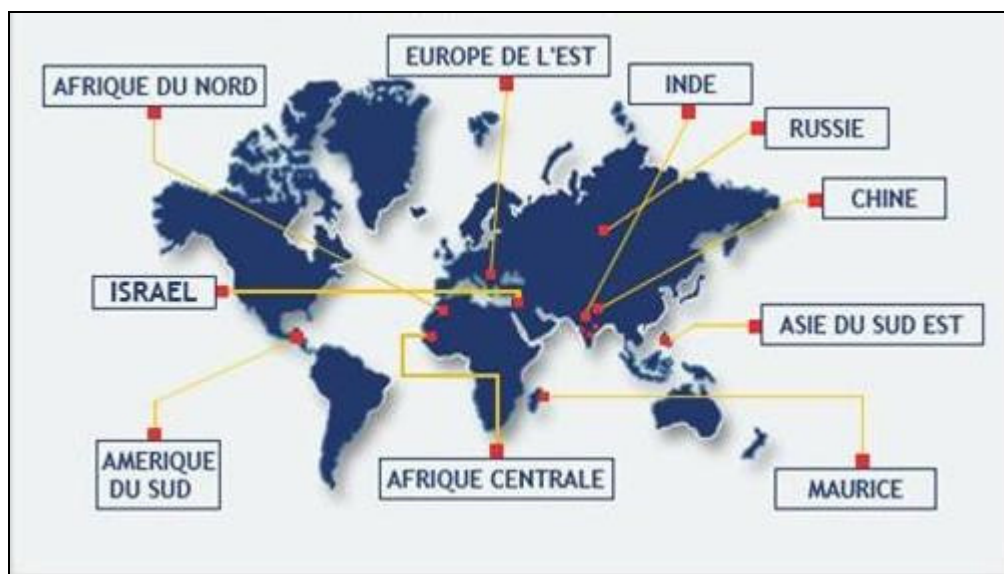 EUROPE DE L'EST
AFRIQUE DU NORD
INDE
RUSSIE
CHINE
ISRAEL
ASIE DU SUD EST
AMERIQUE
DU SUD
AFRIQUE CENTRALE
MAURICE